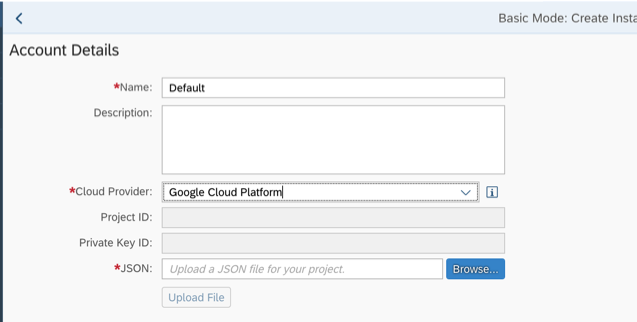 Basic Mode: Create Insta
Account Details
*Name: Default
Description:
*Cloud Provider: Google Cloud Platform
Project ID:
Private Key ID:
*JSON: Upload a JSON file for your project. Browse...
Upload File